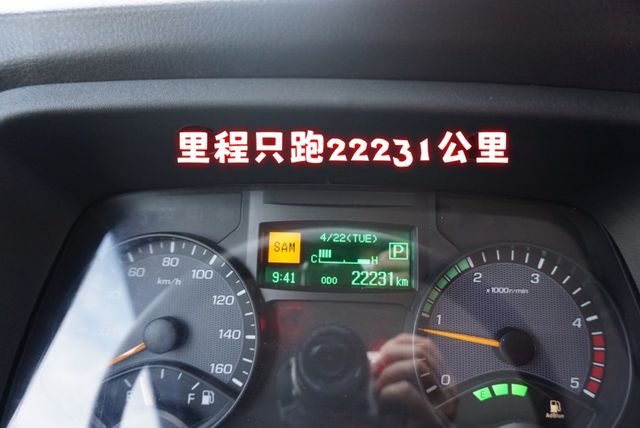 里程只跑22231公里
4/22(TUE)
SAM
P
C
H
9:41
ODO
22231km
60
80
100
120
140
160
km/h
E
F
0
1
2
3
4
5
x1000r/min
E
F
AdBlue